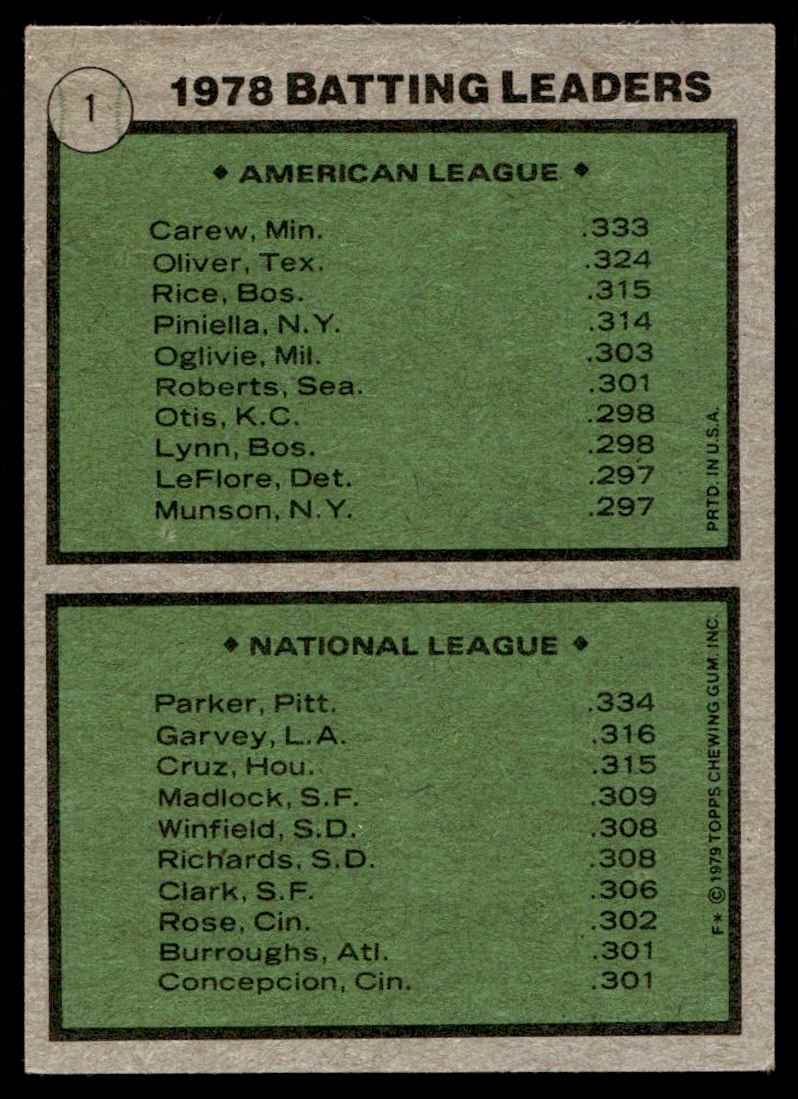 1
1978 BATTING LEADERS
◆ AMERICAN LEAGUE ◆
Carew, Min. .333
Oliver, Tex. .324
Rice, Bos. .315
Piniella, N.Y. .314
Oglivie, Mil. .303
Roberts, Sea. .301
Otis, K.C. .298
Lynn, Bos. .298
LeFlore, Det. .297
Munson, N.Y. .297
PRTD. IN U.S.A.
◆ NATIONAL LEAGUE ◆
Parker, Pitt. .334
Garvey, L.A. .316
Cruz, Hou. .315
Madlock, S.F. .309
Winfield, S.D. .308
Richards, S.D. .308
Clark, S.F. .306
Rose, Cin. .302
Burroughs, Atl. .301
Concepcion, Cin. .301
F* © 1979 TOPPS CHEWING GUM. INC.